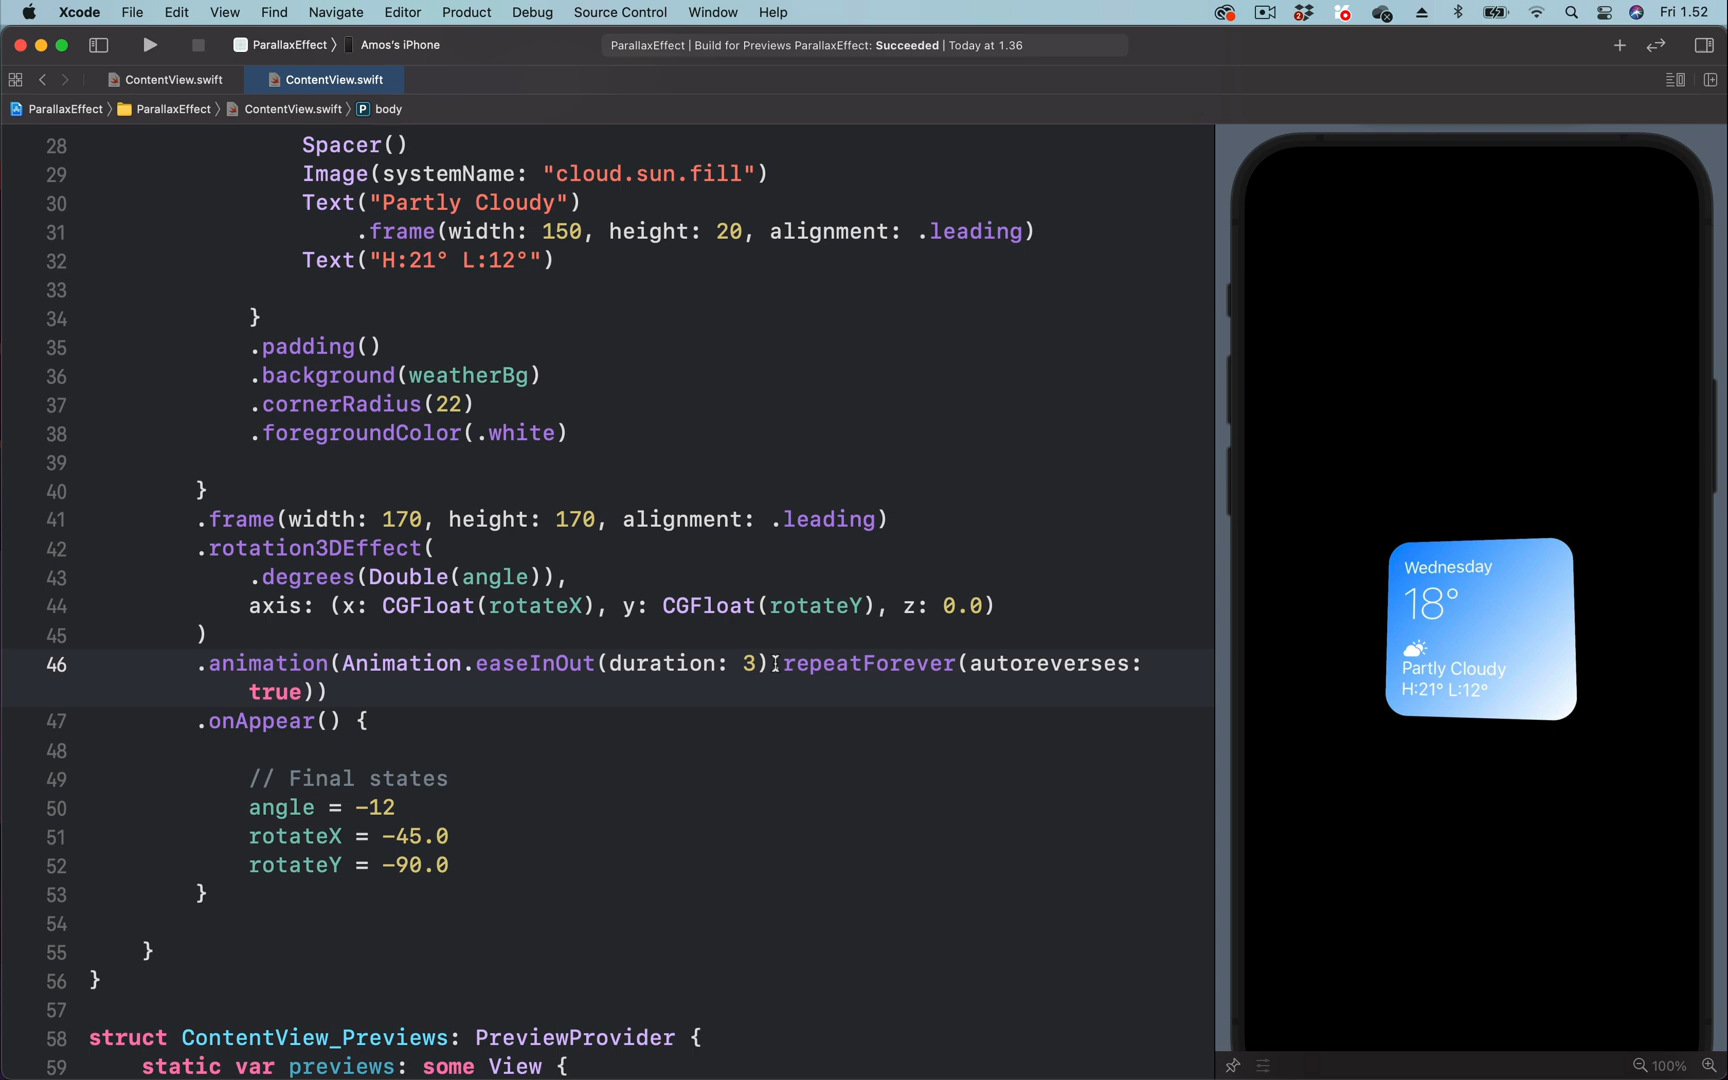 Xcode File Edit View Find Navigate Editor Product Debug Source Control Window Help Fri 1.52
ParallaxEffect 〉 Amos's iPhone ParallaxEffect | Build for Previews ParallaxEffect: Succeeded | Today at 1.36
ContentView.swift ContentView.swift
ParallaxEffect 〉 ParallaxEffect 〉 ContentView.swift 〉 P body
28 Spacer()
29 Image(systemName: "cloud.sun.fill")
30 Text("Partly Cloudy")
31 .frame(width: 150, height: 20, alignment: .leading)
32 Text("H:21° L:12°")
33
34 }
35 .padding()
36 .background(weatherBg)
37 .cornerRadius(22)
38 .foregroundColor(.white)
39
40 }
41 .frame(width: 170, height: 170, alignment: .leading)
42 .rotation3DEffect(
43 .degrees(Double(angle)),
44 axis: (x: CGFloat(rotateX), y: CGFloat(rotateY), z: 0.0)
45 )
46 .animation(Animation.easeInOut(duration: 3).repeatForever(autoreverses:
true))
47 .onAppear() {
48
49 // Final states
50 angle = -12
51 rotateX = -45.0
52 rotateY = -90.0
53 }
54
55 }
56 }
57
58 struct ContentView_Previews: PreviewProvider {
59 static var previews: some View {
Wednesday
18°
Partly Cloudy
H:21° L:12°
100%